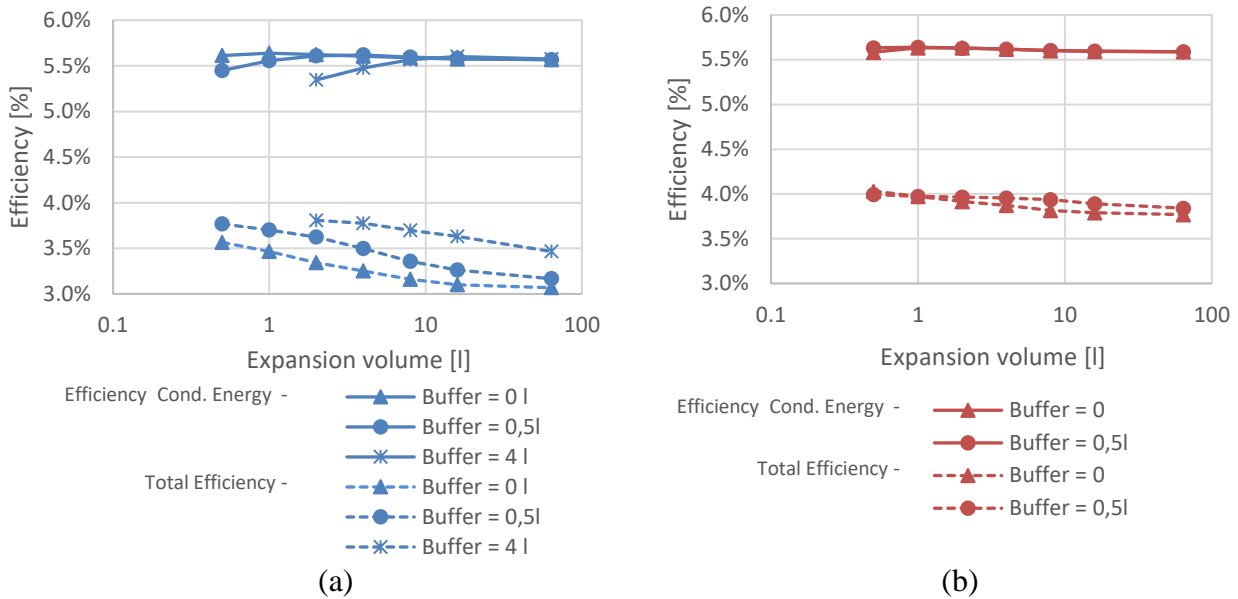 6.0%
5.5%
5.0%
4.5%
4.0%
3.5%
3.0%
Efficiency [%]
0.1 1 10 100
Expansion volume [l]
Efficiency Cond. Energy -
Buffer = 0 l
Buffer = 0,5l
Buffer = 4 l
Total Efficiency -
Buffer = 0 l
Buffer = 0,5l
Buffer = 4 l
(a)
6.0%
5.5%
5.0%
4.5%
4.0%
3.5%
3.0%
Efficiency [%]
0.1 1 10 100
Expansion volume [l]
Efficiency Cond. Energy -
Buffer = 0
Buffer = 0,5l
Total Efficiency -
Buffer = 0
Buffer = 0,5l
(b)